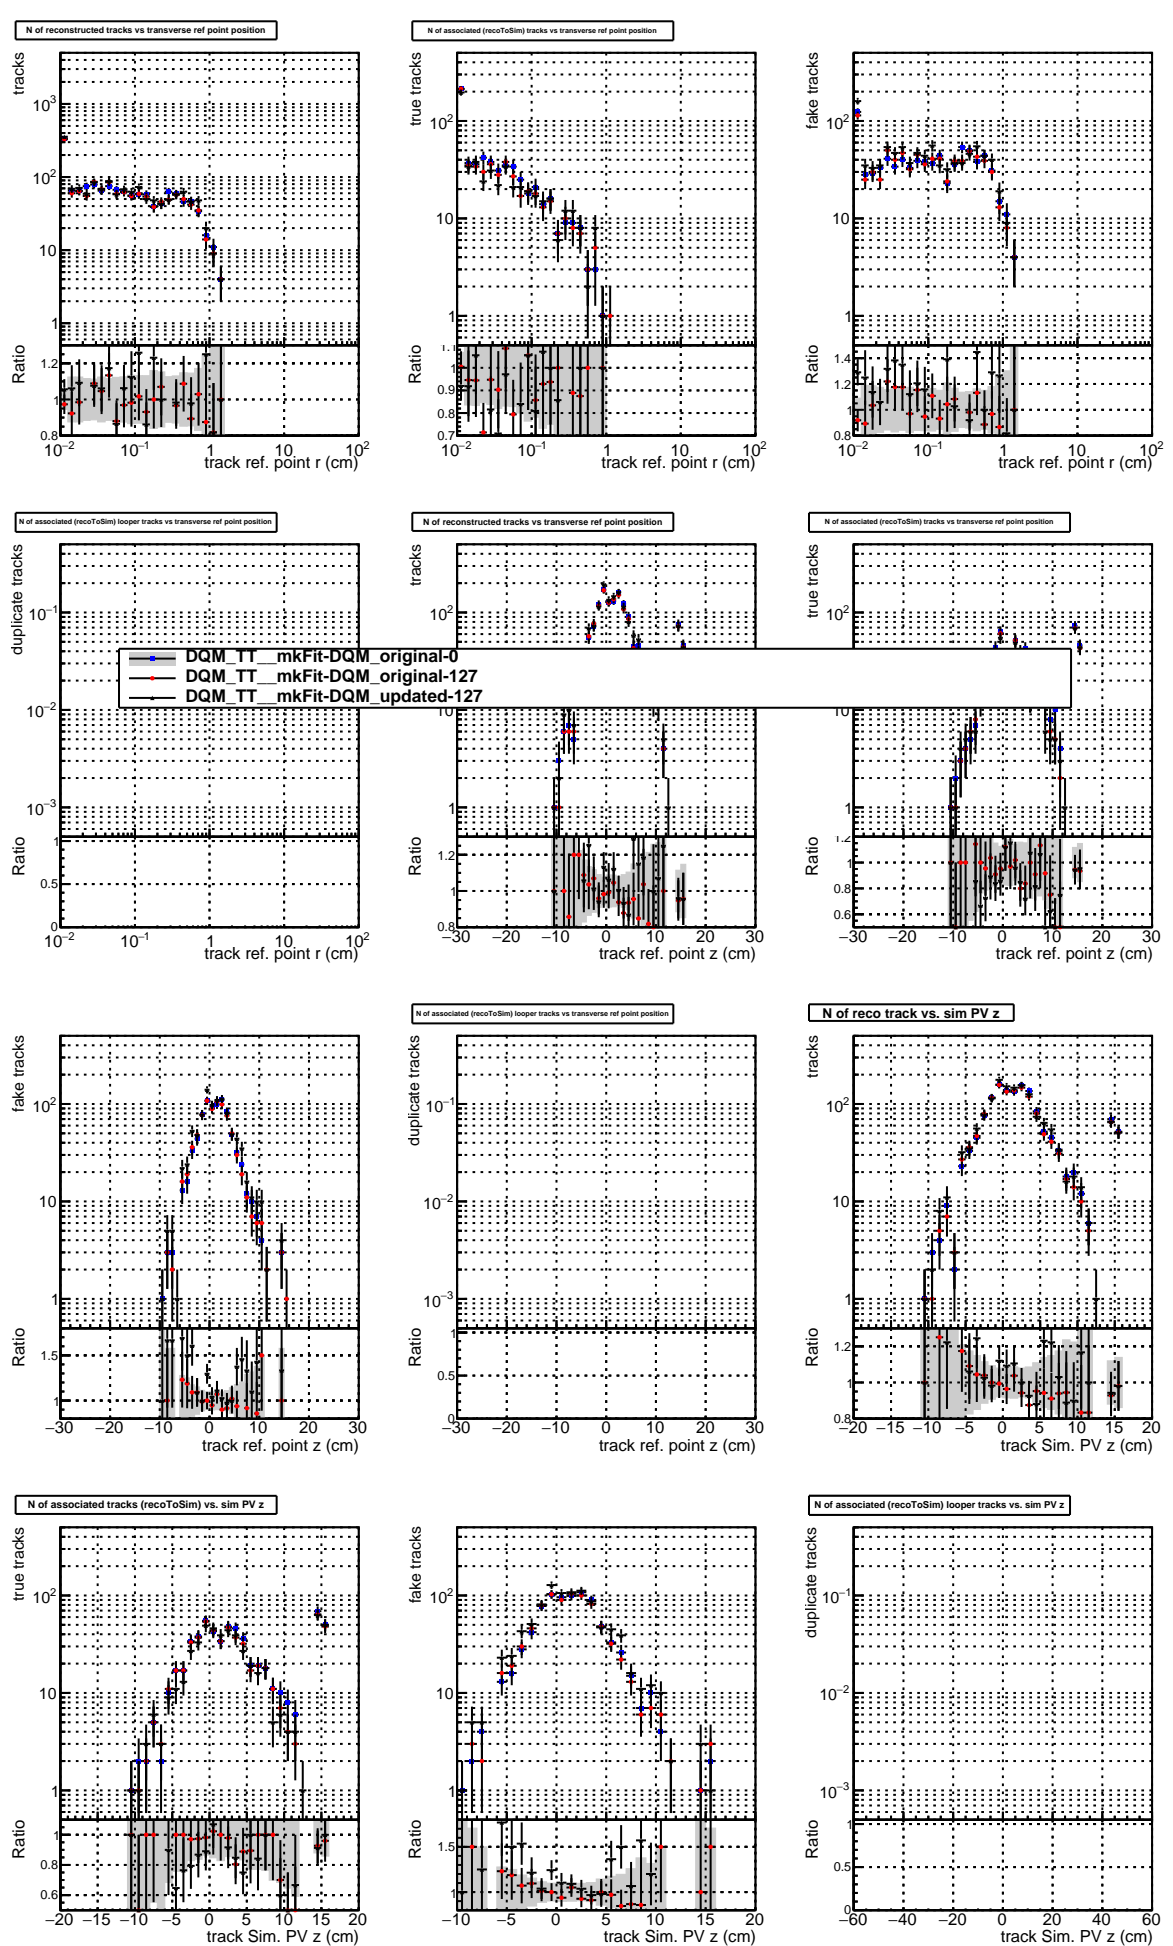 N of reconstructed tracks vs transverse ref point position
N of associated (recoToSim) tracks vs transverse ref point position
tracks
true tracks
fake tracks
10³
10²
10
1
10²
10
1
10²
10
1
Ratio
1.2
1
0.8
Ratio
1.1
1
0.9
0.8
0.7
Ratio
1.4
1.2
1
0.8
10⁻² 10⁻¹ 1 10 10²
10⁻² 10⁻¹ 1 10 10²
10⁻² 10⁻¹ 1 10 10²
track ref. point r (cm)
track ref. point r (cm)
track ref. point r (cm)
N of associated (recoToSim) looper tracks vs transverse ref point position
N of reconstructed tracks vs transverse ref point position
N of associated (recoToSim) tracks vs transverse ref point position
duplicate tracks
tracks
true tracks
10⁻¹
10⁻²
10⁻³
10²
10
1
10²
10
1
DQM_TT__mkFit-DQM_original-0
DQM_TT__mkFit-DQM_original-127
DQM_TT__mkFit-DQM_updated-127
Ratio
1
0.5
0
Ratio
1.2
1
0.8
Ratio
1.2
1
0.8
0.6
10⁻² 10⁻¹ 1 10 10²
−30 −20 −10 0 10 20 30
−30 −20 −10 0 10 20 30
track ref. point r (cm)
track ref. point z (cm)
track ref. point z (cm)
N of associated (recoToSim) looper tracks vs transverse ref point position
N of reco track vs. sim PV z
fake tracks
duplicate tracks
tracks
10²
10
1
10⁻¹
10⁻²
10⁻³
10²
10
1
Ratio
1.5
1
Ratio
1
0.5
0
Ratio
1.2
1
0.8
−30 −20 −10 0 10 20 30
−30 −20 −10 0 10 20 30
−20 −15 −10 −5 0 5 10 15 20
track ref. point z (cm)
track ref. point z (cm)
track Sim. PV z (cm)
N of associated tracks (recoToSim) vs. sim PV z
N of associated (recoToSim) looper tracks vs. sim PV z
true tracks
fake tracks
duplicate tracks
10²
10
1
10²
10
1
10⁻¹
10⁻²
10⁻³
Ratio
1
0.8
0.6
Ratio
1.5
1
Ratio
1
0.5
0
−20 −15 −10 −5 0 5 10 15 20
−10 −5 0 5 10 15 20
−60 −40 −20 0 20 40 60
track Sim. PV z (cm)
track Sim. PV z (cm)
track Sim. PV z (cm)